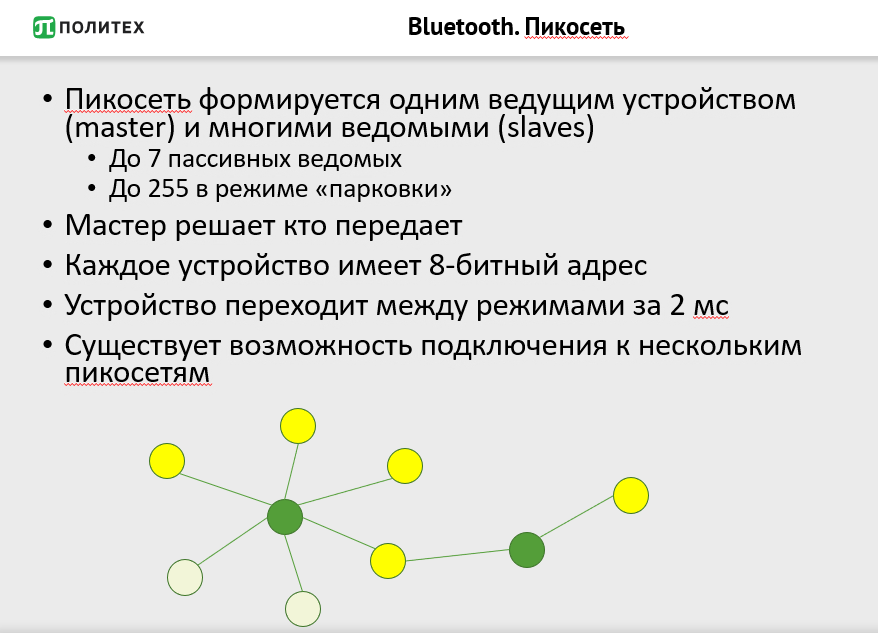 ПОЛИТЕХ
Bluetooth. Пикосеть
• Пикосеть формируется одним ведущим устройством
(master) и многими ведомыми (slaves)
• До 7 пассивных ведомых
• До 255 в режиме «парковки»
• Мастер решает кто передает
• Каждое устройство имеет 8-битный адрес
• Устройство переходит между режимами за 2 мс
• Существует возможность подключения к нескольким
пикосетям